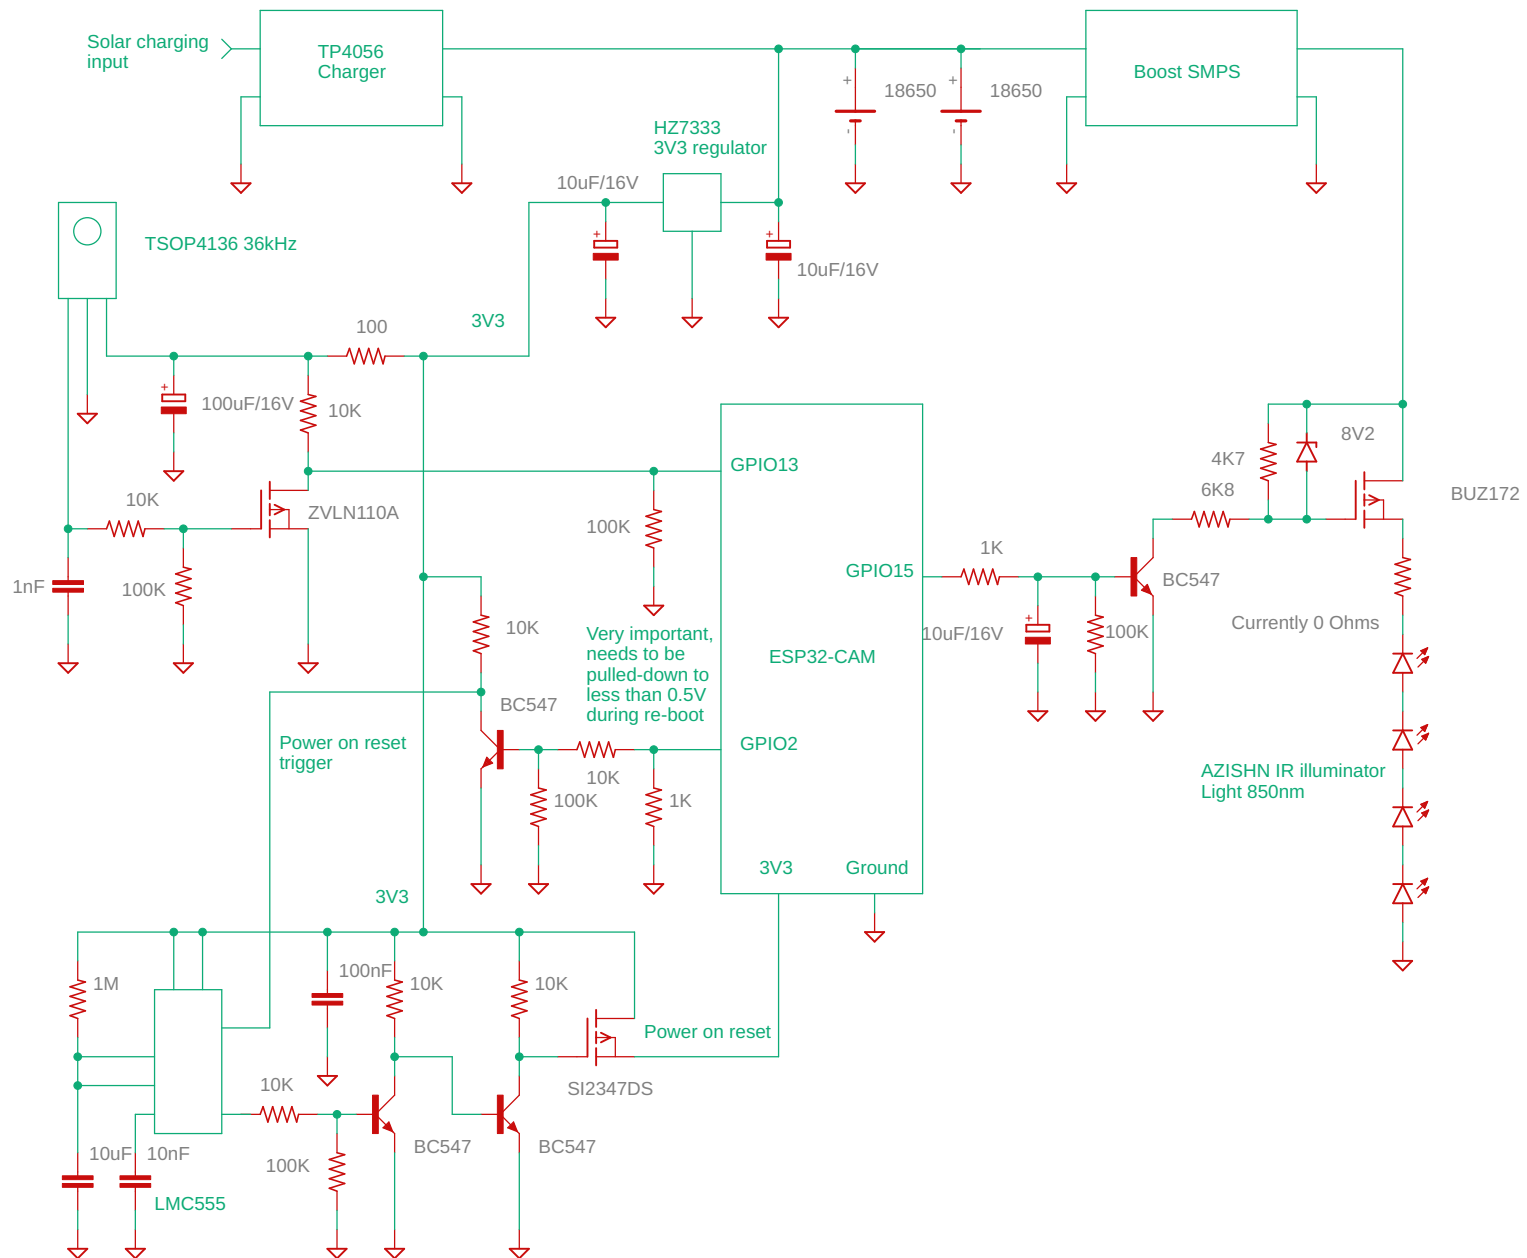 Solar charging
input
TP4056
Charger
+
18650
+
18650
-
-
Boost SMPS
HZ7333
3V3 regulator
10uF/16V
+
+
10uF/16V
TSOP4136 36kHz
100
3V3
+
100uF/16V
10K
8V2
4K7
6K8
BUZ172
GPIO13
10K
ZVLN110A
100K
1K
GPIO15
BC547
1nF
100K
10K
+
10uF/16V
100K
Currently 0 Ohms
Very important,
needs to be
pulled-down to
less than 0.5V
during re-boot
ESP32-CAM
BC547
Power on reset
trigger
GPIO2
10K
100K
1K
AZISHN IR illuminator
Light 850nm
3V3
Ground
3V3
1M
100nF
10K
10K
Power on reset
SI2347DS
10K
10uF
10nF
100K
BC547
BC547
LMC555